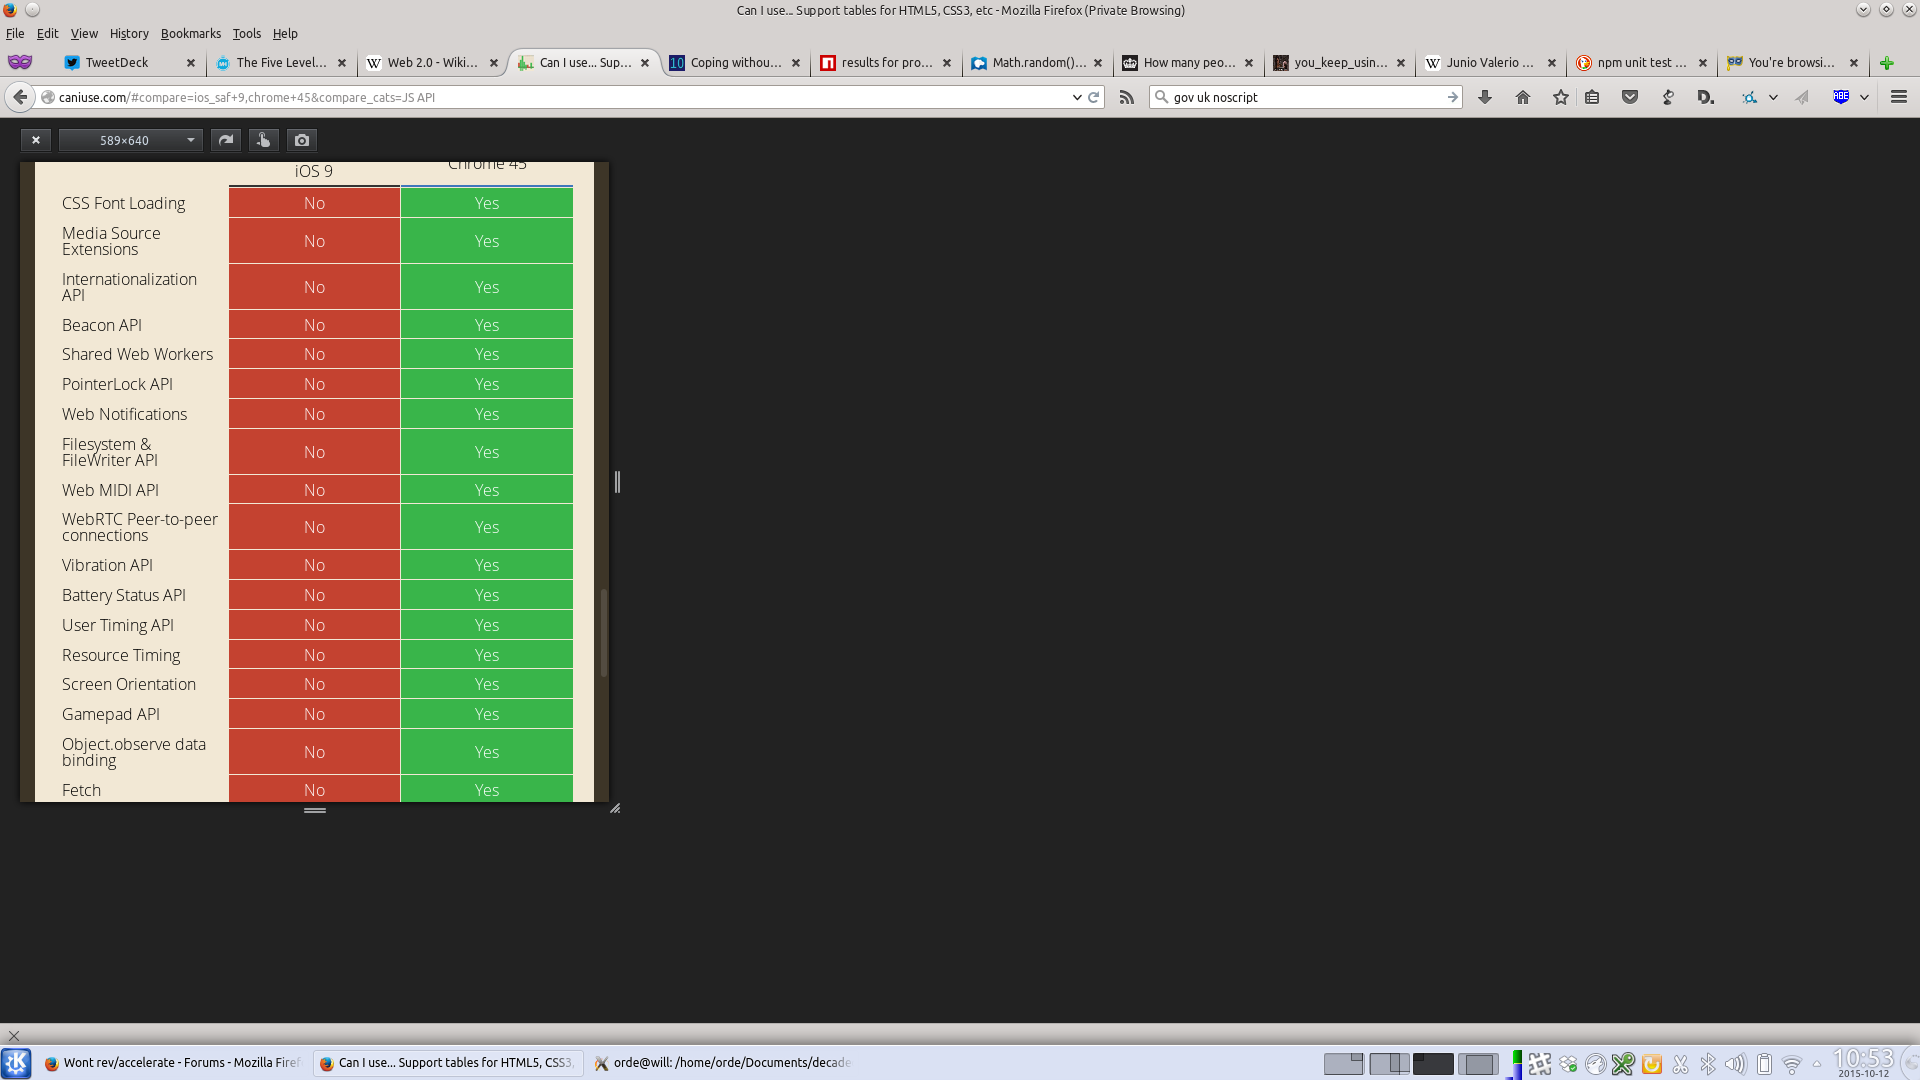 Can I use... Support tables for HTML5, CSS3, etc - Mozilla Firefox (Private Browsing)
File Edit View History Bookmarks Tools Help
TweetDeck
The Five Level...
Web 2.0 - Wiki...
Can I use... Sup...
Coping withou...
results for pro...
Math.random()...
How many peo...
you_keep_usin...
Junio Valerio ...
npm unit test ...
You're browsi...
caniuse.com/#compare=ios_saf+9,chrome+45&compare_cats=JS API
gov uk noscript
D.
ABE
589×640
iOS 9 Chrome 45
CSS Font Loading No Yes
Media Source
Extensions No Yes
Internationalization
API No Yes
Beacon API No Yes
Shared Web Workers No Yes
PointerLock API No Yes
Web Notifications No Yes
Filesystem &
FileWriter API No Yes
Web MIDI API No Yes
WebRTC Peer-to-peer
connections No Yes
Vibration API No Yes
Battery Status API No Yes
User Timing API No Yes
Resource Timing No Yes
Screen Orientation No Yes
Gamepad API No Yes
Object.observe data
binding No Yes
Fetch No Yes
Wont rev/accelerate - Forums - Mozilla Firef
Can I use... Support tables for HTML5, CSS3,
orde@will: /home/orde/Documents/decade
10:53
2015-10-12